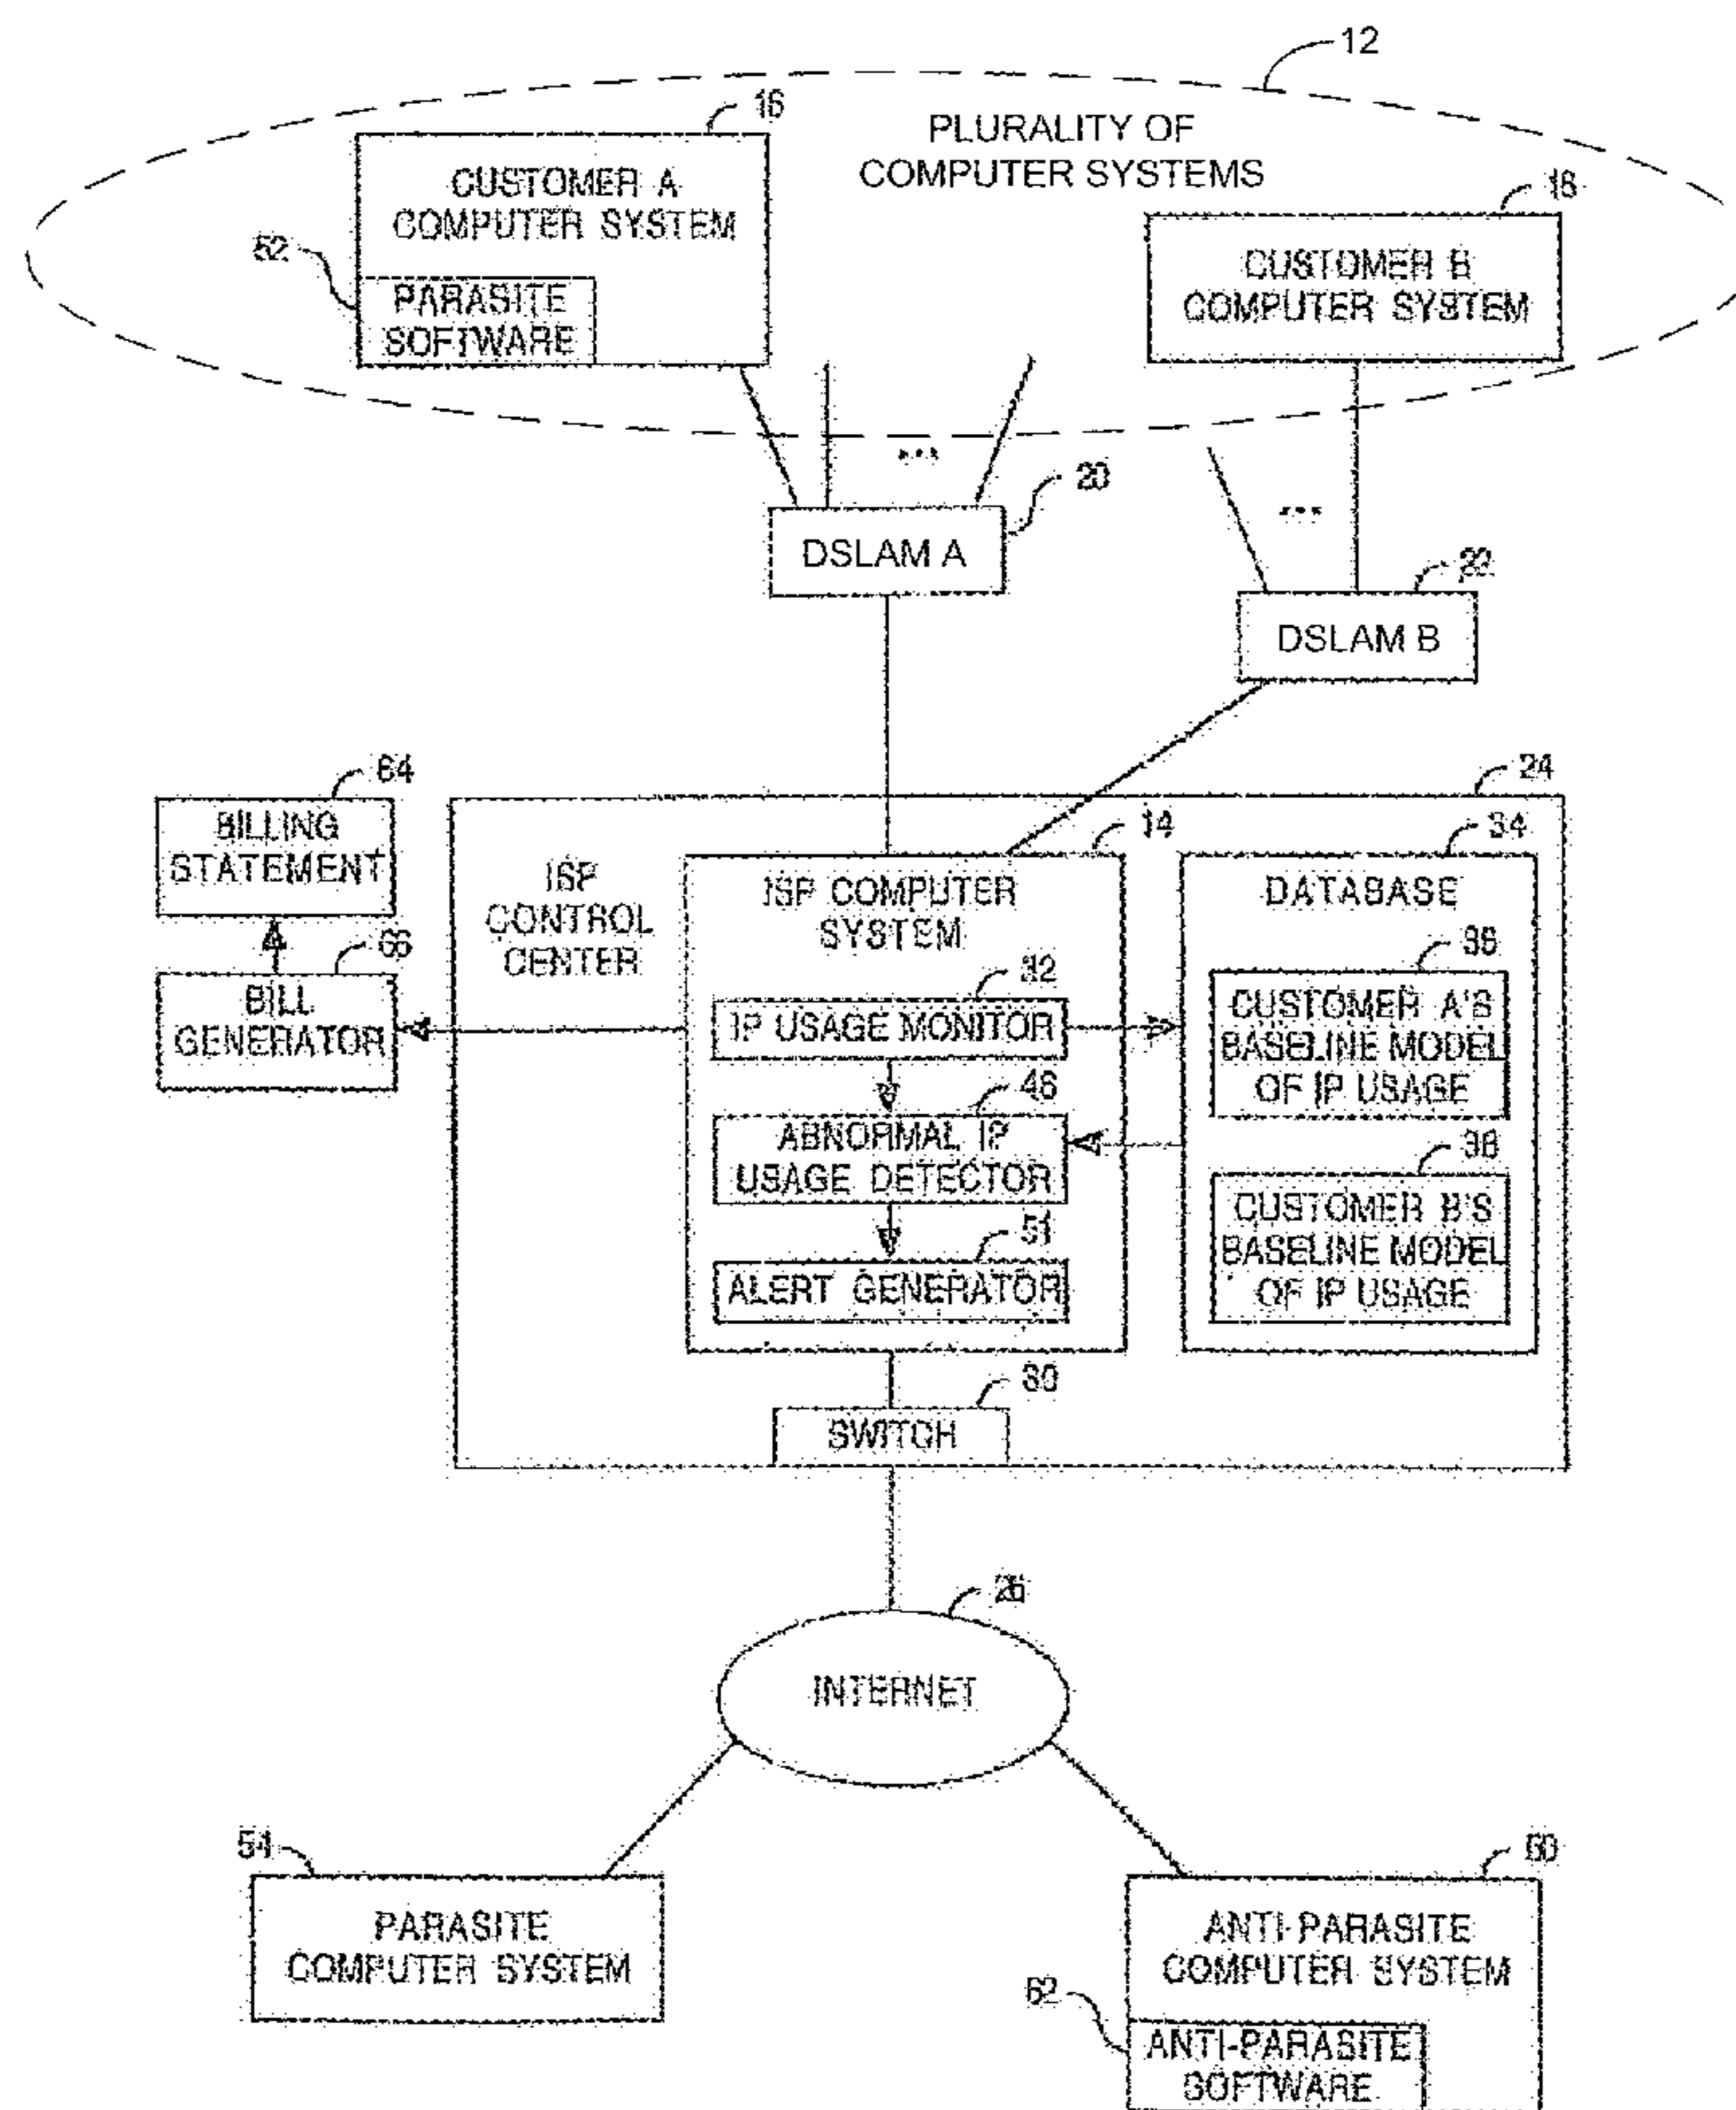 12
PLURALITY OF
COMPUTER SYSTEMS
16
CUSTOMER A
COMPUTER SYSTEM
52
PARASITE
SOFTWARE
18
CUSTOMER B
COMPUTER SYSTEM
...
20
DSLAM A
...
22
DSLAM B
64
BILLING
STATEMENT
66
BILL
GENERATOR
24
ISP
CONTROL
CENTER
14
ISP COMPUTER
SYSTEM
32
IP USAGE MONITOR
46
ABNORMAL IP
USAGE DETECTOR
51
ALERT GENERATOR
34
DATABASE
36
CUSTOMER A'S
BASELINE MODEL
OF IP USAGE
38
CUSTOMER B'S
BASELINE MODEL
OF IP USAGE
30
SWITCH
26
INTERNET
54
PARASITE
COMPUTER SYSTEM
60
ANTI-PARASITE
COMPUTER SYSTEM
62
ANTI-PARASITE
SOFTWARE